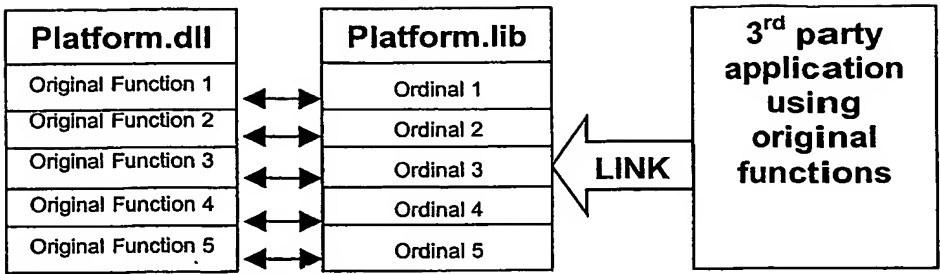 Platform.dll
Original Function 1
Original Function 2
Original Function 3
Original Function 4
Original Function 5
Platform.lib
Ordinal 1
Ordinal 2
Ordinal 3
Ordinal 4
Ordinal 5
LINK
3rd party
application
using
original
functions